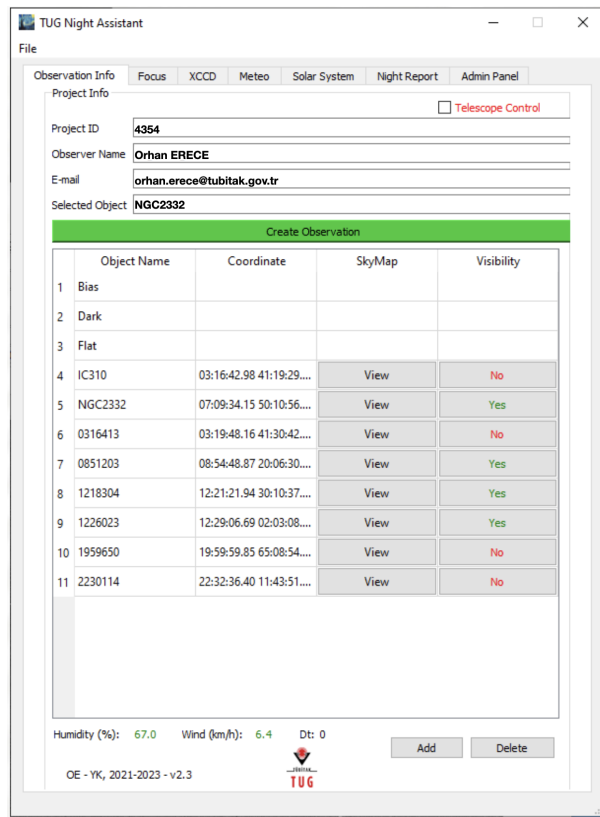 TUG Night Assistant
File
Observation Info Focus XCCD Meteo Solar System Night Report Admin Panel
Project Info
Telescope Control
Project ID 4354
Observer Name Orhan ERECE
E-mail orhan.erece@tubitak.gov.tr
Selected Object NGC2332
Create Observation
Object Name Coordinate SkyMap Visibility
1 Bias
2 Dark
3 Flat
4 IC310 03:16:42.98 41:19:29.... View No
5 NGC2332 07:09:34.15 50:10:56.... View Yes
6 0316413 03:19:48.16 41:30:42.... View No
7 0851203 08:54:48.87 20:06:30.... View Yes
8 1218304 12:21:21.94 30:10:37.... View Yes
9 1226023 12:29:06.69 02:03:08.... View Yes
10 1959650 19:59:59.85 65:08:54.... View No
11 2230114 22:32:36.40 11:43:51.... View No
Humidity (%): 67.0 Wind (km/h): 6.4 Dt: 0
Add Delete
TÜBİTAK
OE - YK, 2021-2023 - v2.3
TUG